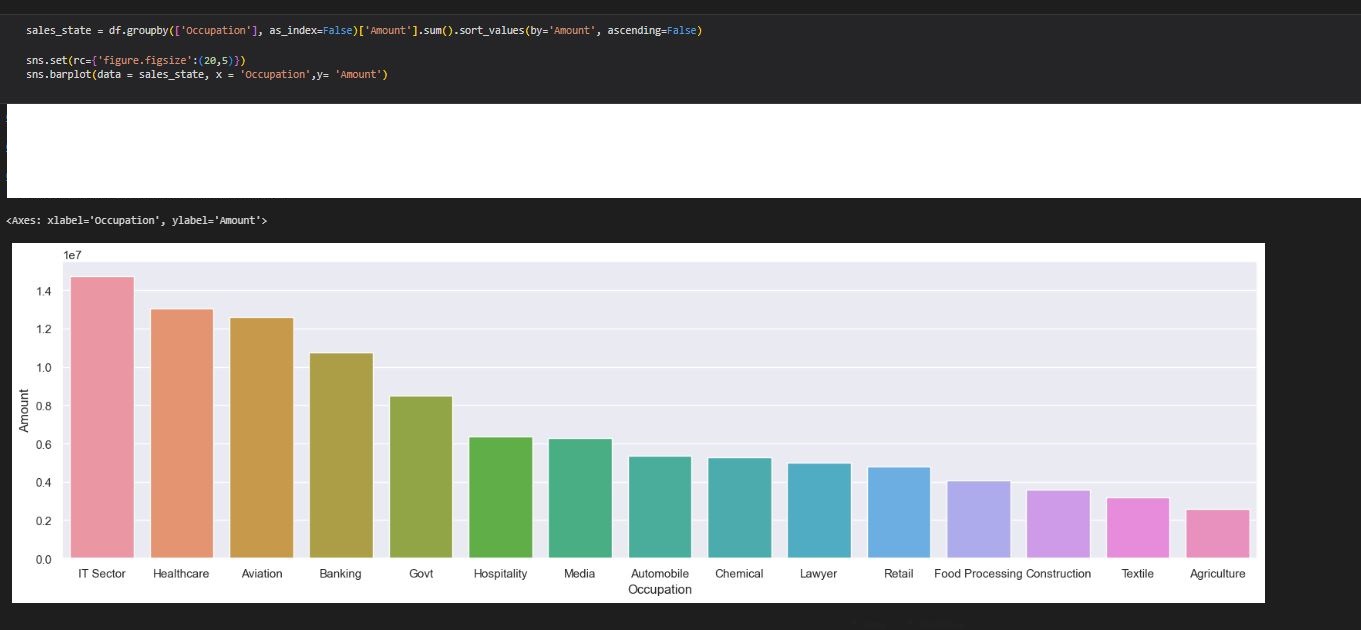 sales_state = df.groupby(['Occupation'], as_index=False)['Amount'].sum().sort_values(by='Amount', ascending=False)
sns.set(rc={'figure.figsize':(20,5)})
sns.barplot(data = sales_state, x = 'Occupation',y= 'Amount')
<Axes: xlabel='Occupation', ylabel='Amount'>
1e7
1.4
1.2
1.0
0.8
0.6
0.4
0.2
0.0
Amount
IT Sector Healthcare Aviation Banking Govt Hospitality Media Automobile Chemical Lawyer Retail Food Processing Construction Textile Agriculture
Occupation